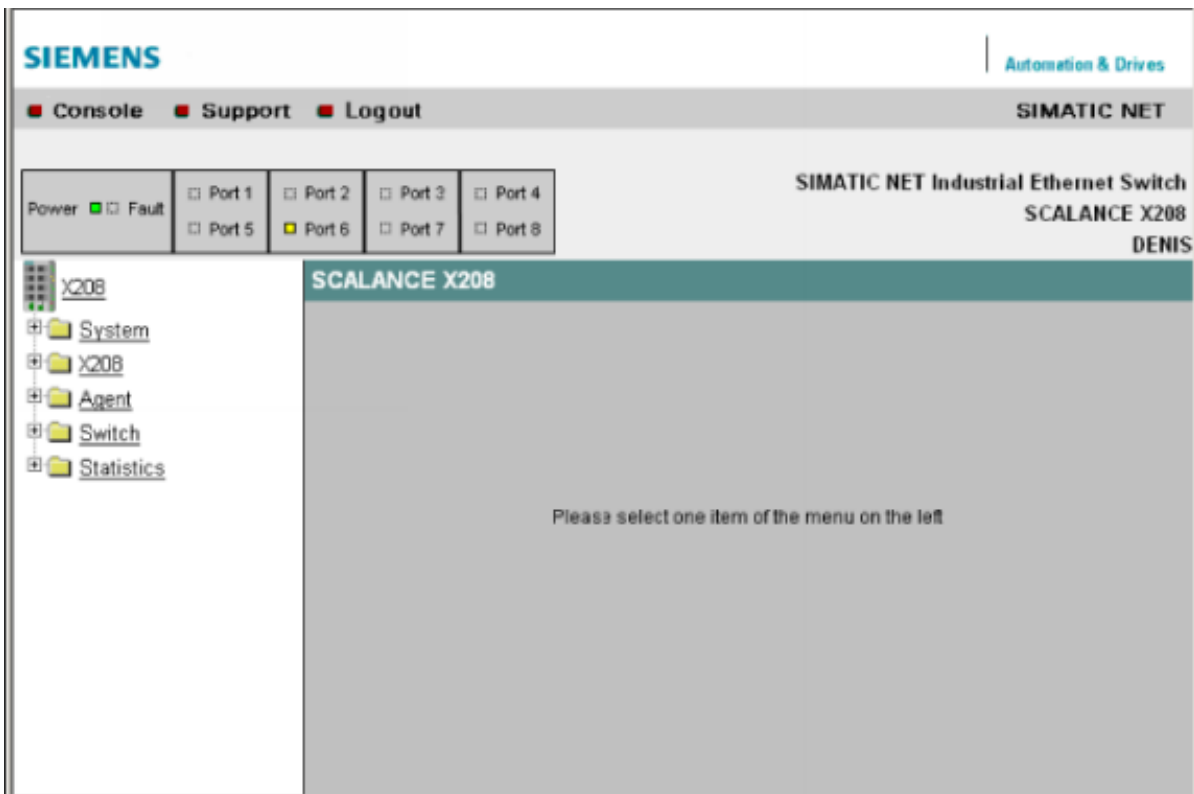 SIEMENS
Automation & Drives
Console Support Logout SIMATIC NET
Power Fault Port 1 Port 2 Port 3 Port 4
Port 5 Port 6 Port 7 Port 8
SIMATIC NET Industrial Ethernet Switch
SCALANCE X208
DENIS
X208
System
X208
Agent
Switch
Statistics
SCALANCE X208
Please select one item of the menu on the left